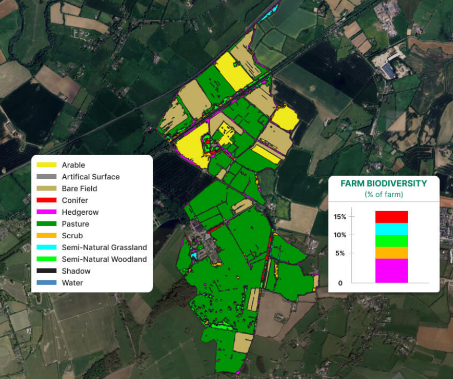 Arable
Artifical Surface
Bare Field
Conifer
Hedgerow
Pasture
Scrub
Semi-Natural Grassland
Semi-Natural Woodland
Shadow
Water
FARM BIODIVERSITY
(% of farm)
15%
10%
5%
0